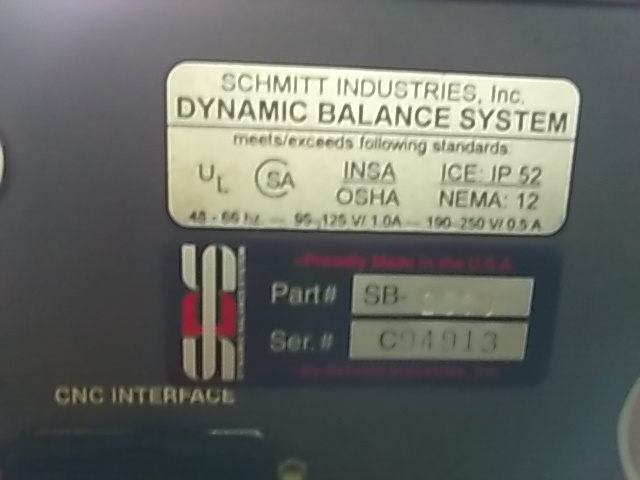 SCHMITT INDUSTRIES, Inc.
DYNAMIC BALANCE SYSTEM
meets/exceeds following standards:
UL CSA INSA ICE: IP 52
OSHA NEMA: 12
48 - 66 hz. — 95-125 V/ 1.0A — 190-250 V/ 0.5 A
-Proudly Made in the U.S.A.
Part# SB-
Ser.# C04913
CNC INTERFACE